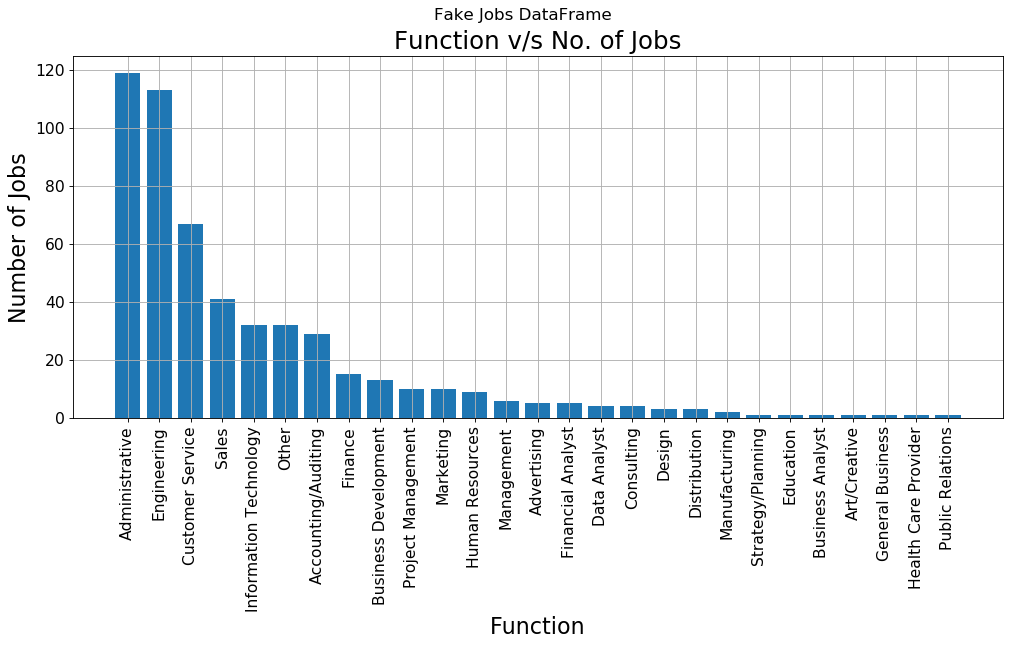 Fake Jobs DataFrame
Function v/s No. of Jobs
Number of Jobs
120
100
80
60
40
20
0
Administrative
Engineering
Customer Service
Sales
Information Technology
Other
Accounting/Auditing
Finance
Business Development
Project Management
Marketing
Human Resources
Management
Advertising
Financial Analyst
Data Analyst
Consulting
Design
Distribution
Manufacturing
Strategy/Planning
Education
Business Analyst
Art/Creative
General Business
Health Care Provider
Public Relations
Function